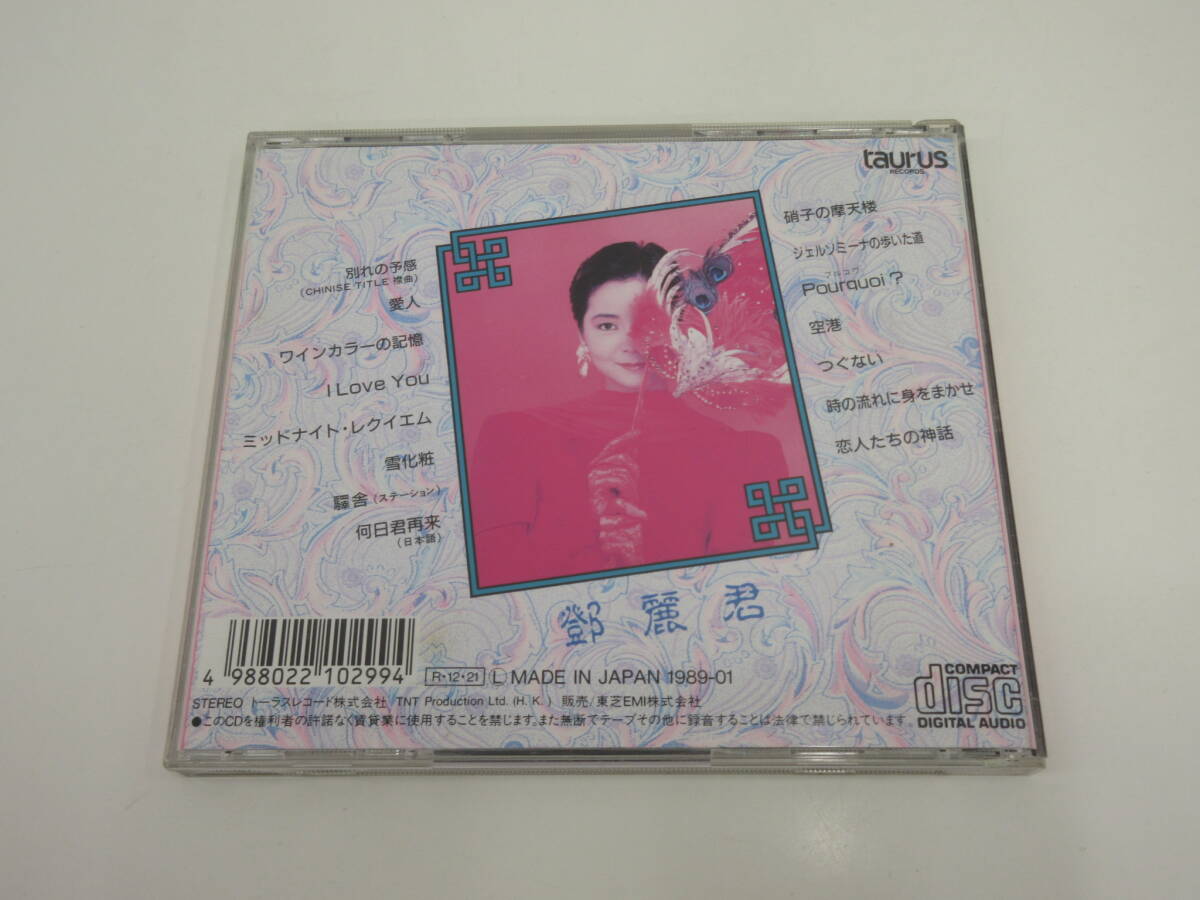 taurus
RECORDS
別れの予感
(CHINISE TITLE 襟曲)
愛人
ワインカラーの記憶
I Love You
ミッドナイト・レクイエム
雪化粧
驛舎 (ステーション)
何日君再来
(日本語)
硝子の摩天楼
ジェルソミーナの歩いた道
プルコワ
Pourquoi?
空港
つぐない
時の流れに身をまかせ
恋人たちの神話
鄧麗君
4 988022 102994
R・12・21 Ⓛ MADE IN JAPAN 1989-01
STEREO トーラスレコード株式会社/TNT Production Ltd. (H.K.) 販売/東芝EMI株式会社
●このCDを権利者の許諾なく賃貸業に使用することを禁じます。また無断でテープその他に録音することは法律で禁じられています。
COMPACT
disc
DIGITAL AUDIO